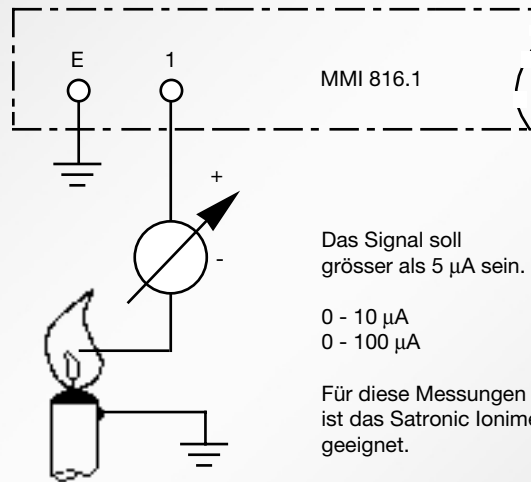 E 1
MMI 816.1
+
-
Das Signal soll
grösser als 5 µA sein.
0 - 10 µA
0 - 100 µA
Für diese Messungen
ist das Satronic
geeignet.